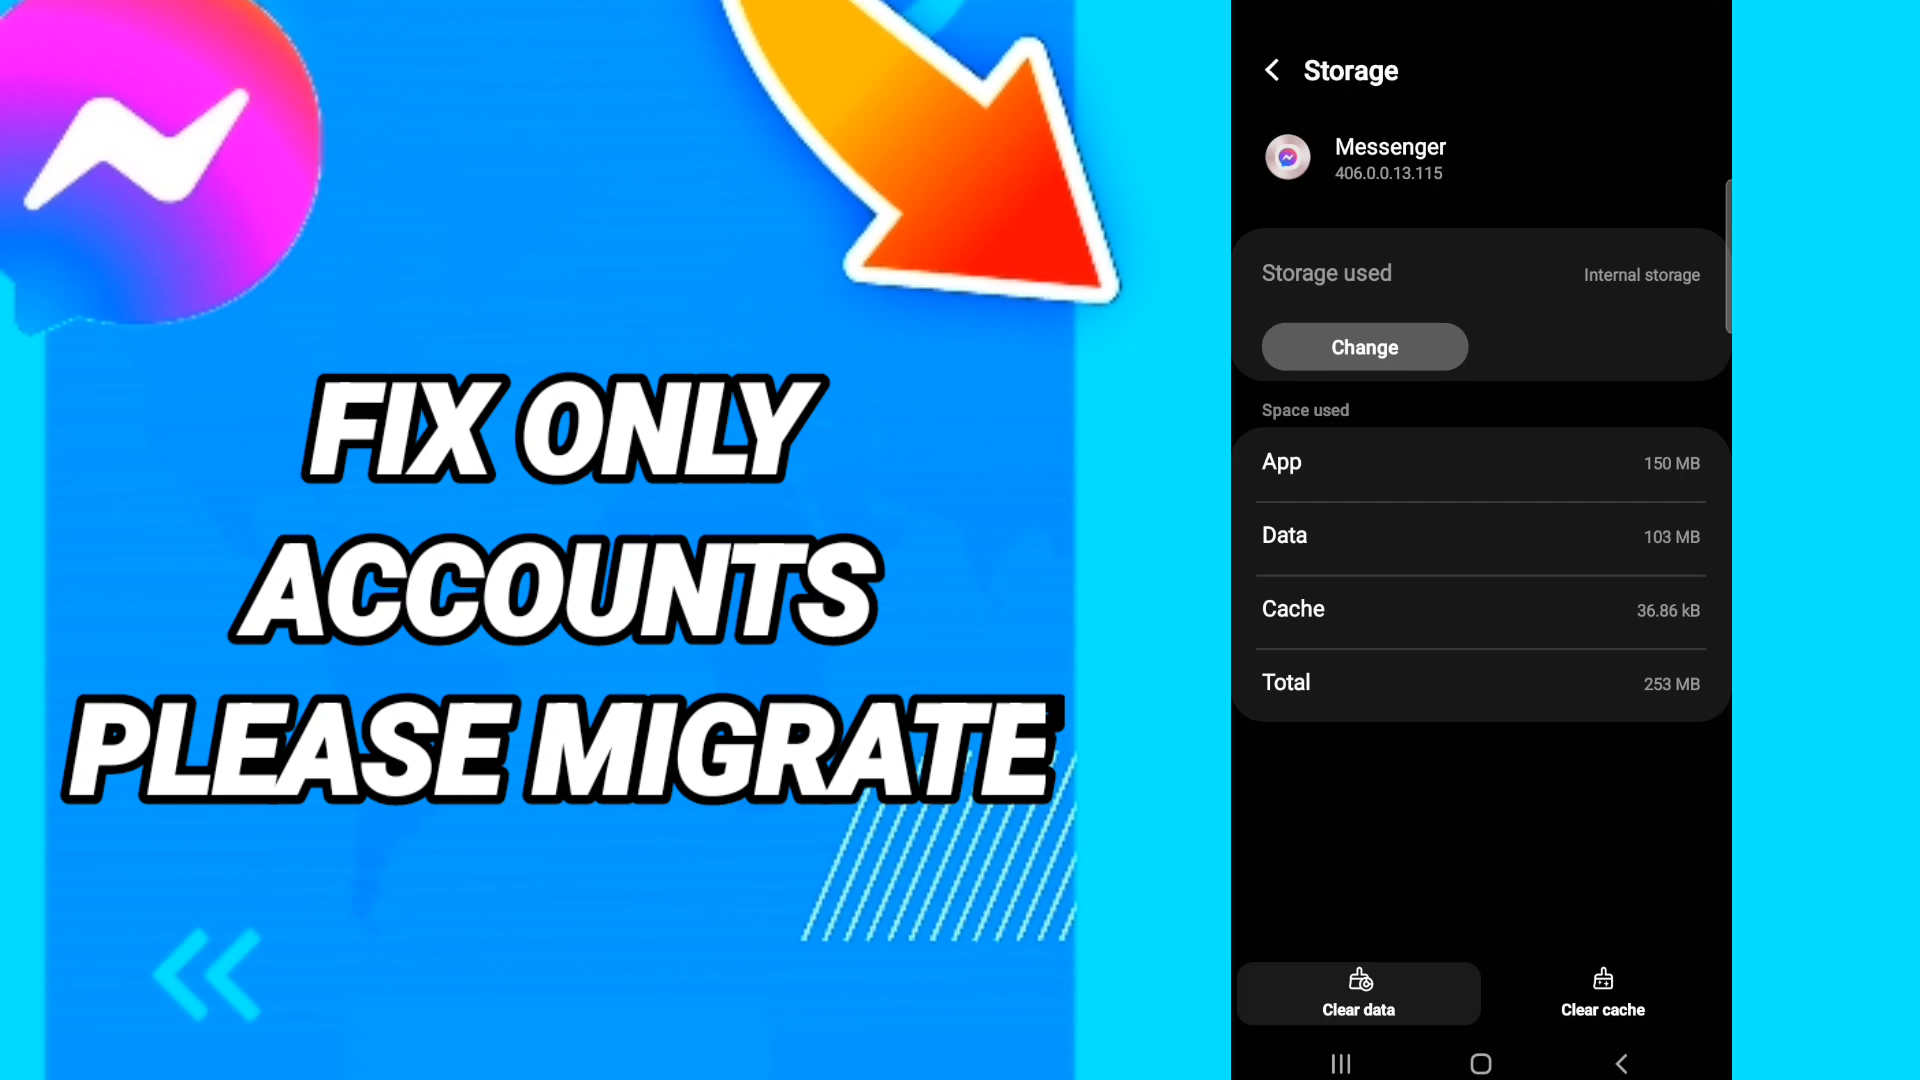 FIX ONLY
ACCOUNTS
PLEASE MIGRATE
Storage
Messenger
406.0.0.13.115
Storage used Internal storage
Change
Space used
App 150 MB
Data 103 MB
Cache 36.86 kB
Total 253 MB
Clear data Clear cache